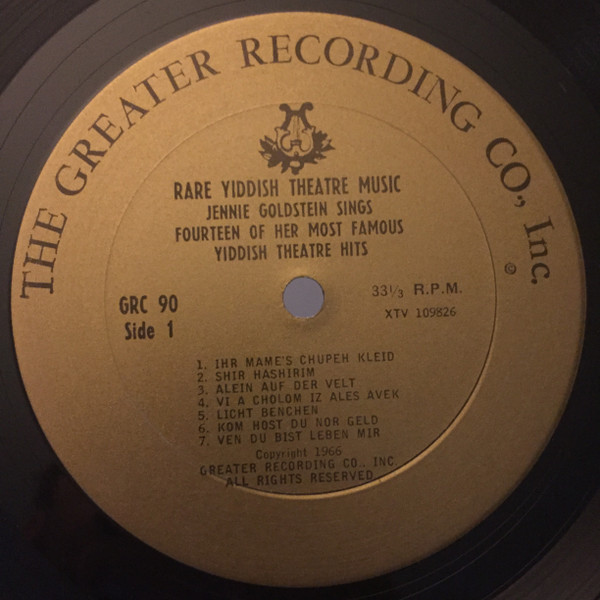 THE GREATER RECORDING CO., Inc.
©
RARE YIDDISH THEATRE MUSIC
JENNIE GOLDSTEIN SINGS
FOURTEEN OF HER MOST FAMOUS
YIDDISH THEATRE HITS
GRC 90
Side 1
33⅓ R.P.M.
XTV 109826
1. IHR MAME'S CHUPEH KLEID
2. SHIR HASHIRIM
3. ALEIN AUF DER VELT
4. VI A CHOLOM IZ ALES AVEK
5. LICHT BENCHEN
6. KOM HOST DU NOR GELD
7. VEN DU BIST LEBEN MIR
Copyright 1966
GREATER RECORDING CO., INC.
ALL RIGHTS RESERVED